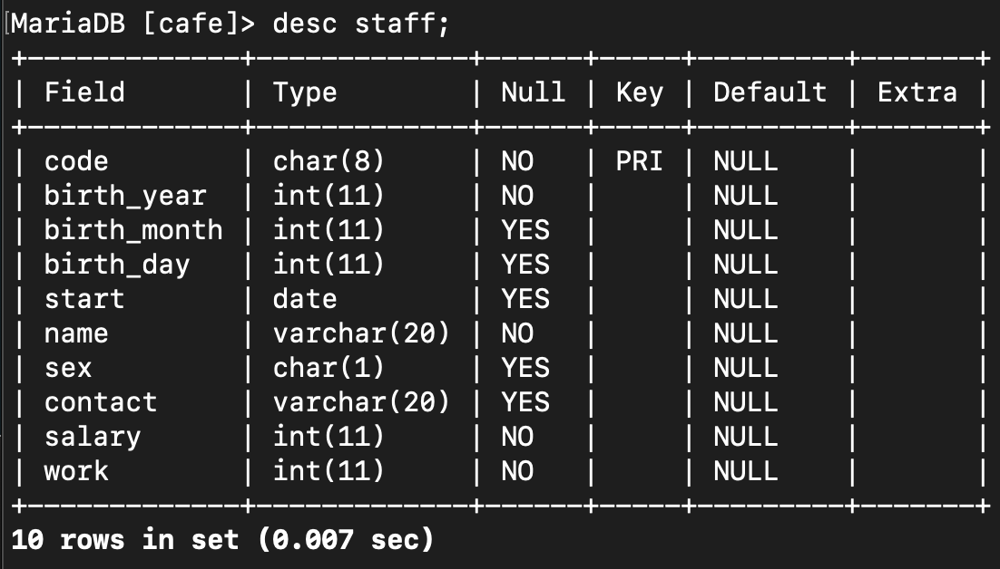 [MariaDB [cafe]> desc staff;
+-------------+-------------+------+-----+---------+-------+
| Field       | Type        | Null | Key | Default | Extra |
+-------------+-------------+------+-----+---------+-------+
| code        | char(8)     | NO   | PRI | NULL    |       |
| birth_year  | int(11)     | NO   |     | NULL    |       |
| birth_month | int(11)     | YES  |     | NULL    |       |
| birth_day   | int(11)     | YES  |     | NULL    |       |
| start       | date        | YES  |     | NULL    |       |
| name        | varchar(20) | NO   |     | NULL    |       |
| sex         | char(1)     | YES  |     | NULL    |       |
| contact     | varchar(20) | YES  |     | NULL    |       |
| salary      | int(11)     | NO   |     | NULL    |       |
| work        | int(11)     | NO   |     | NULL    |       |
+-------------+-------------+------+-----+---------+-------+
10 rows in set (0.007 sec)